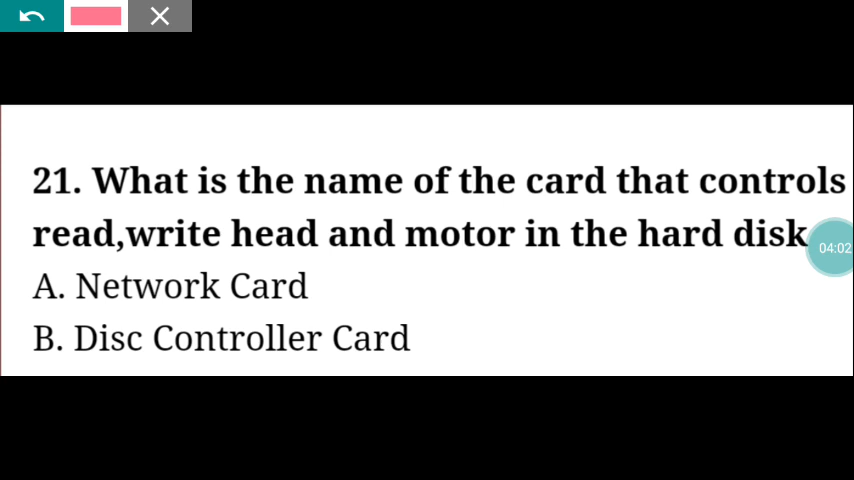 21. What is the name of the card that controls
read,write head and motor in the hard disk
04:02
A. Network Card
B. Disc Controller Card